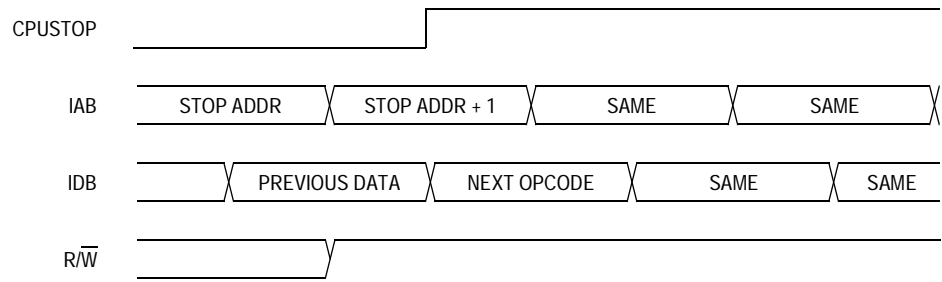 CPUSTOP
IAB STOP ADDR STOP ADDR + 1 SAME SAME
IDB PREVIOUS DATA NEXT OPCODE SAME SAME
R/W̅